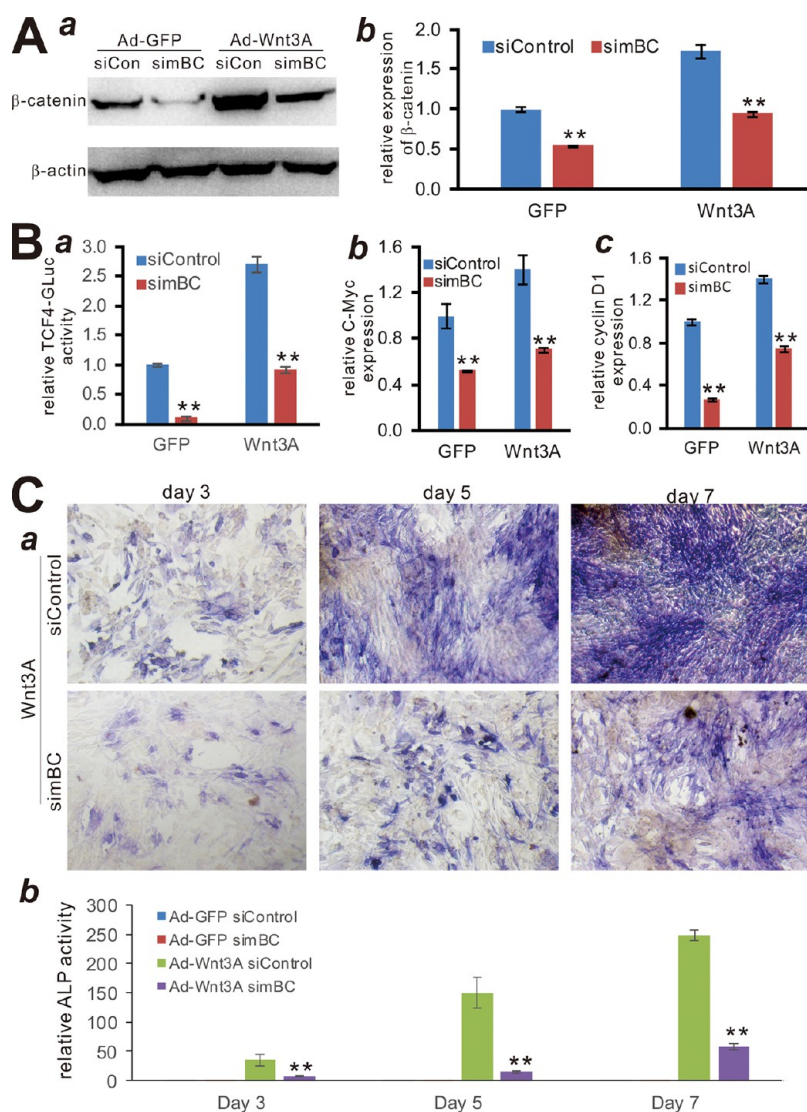 A
a
Ad-GFP Ad-Wnt3A
siCon simBC siCon simBC
β-catenin
β-actin
b
relative expression
of β-catenin
2.0
1.5
1.0
0.5
0.0
siControl simBC
**
**
GFP Wnt3A
B
a
relative TCF4-GLuc
activity
3.0
2.5
2.0
1.5
1.0
0.5
0.0
siControl
simBC
**
**
GFP Wnt3A
b
relative C-Myc
expression
1.6
1.2
0.8
0.4
0.0
siControl
simBC
**
**
GFP Wnt3A
c
relative cyclin D1
expression
1.6
1.2
0.8
0.4
0.0
siControl
simBC
**
**
GFP Wnt3A
C
day 3 day 5 day 7
a
Wnt3A
siControl
simBC
b
relative ALP activity
300
250
200
150
100
50
0
Ad-GFP siControl
Ad-GFP simBC
Ad-Wnt3A siControl
Ad-Wnt3A simBC
**
**
**
Day 3 Day 5 Day 7